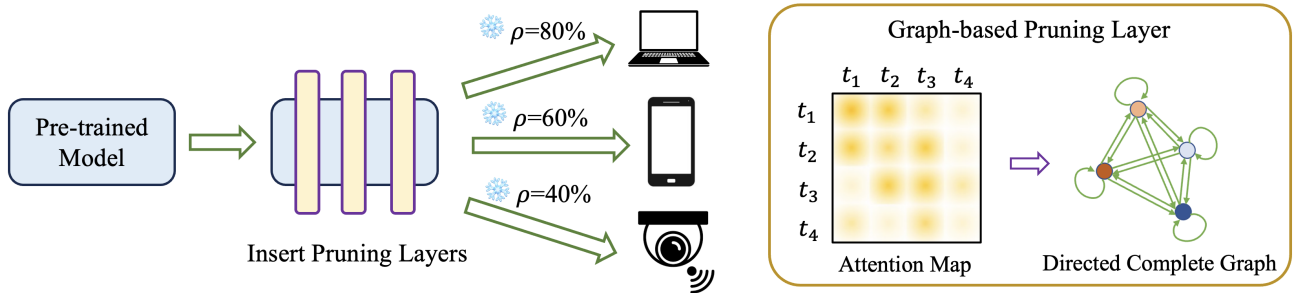 Pre-trained
Model
Insert Pruning Layers
ρ=80%
ρ=60%
ρ=40%
Graph-based Pruning Layer
t₁ t₂ t₃ t₄
t₁
t₂
t₃
t₄
Attention Map
Directed Complete Graph